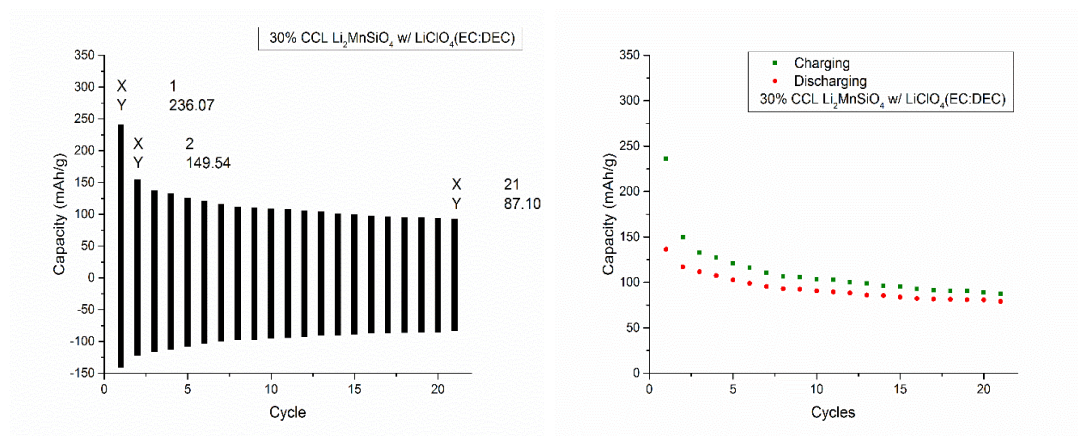 30% CCL Li₂MnSiO₄ w/ LiClO₄(EC:DEC)
350
300
250
200
150
100
50
0
-50
-100
-150
Capacity (mAh/g)
X 1
Y 236.07
X 2
Y 149.54
X 21
Y 87.10
0 5 10 15 20
Cycle
350
300
250
200
150
100
50
0
Capacity (mAh/g)
Charging
Discharging
30% CCL Li₂MnSiO₄ w/ LiClO₄(EC:DEC)
0 5 10 15 20
Cycles